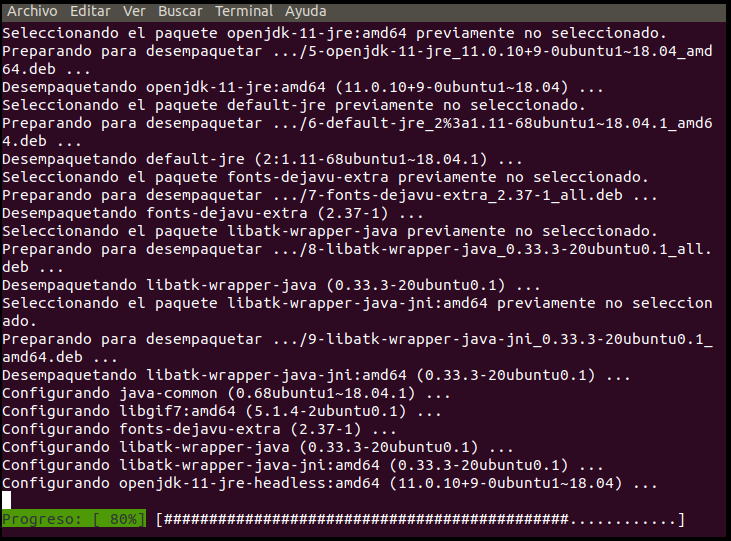 Archivo Editar Ver Buscar Terminal Ayuda
Seleccionando el paquete openjdk-11-jre:amd64 previamente no seleccionado.
Preparando para desempaquetar .../5-openjdk-11-jre_11.0.10+9-0ubuntu1~18.04_amd
64.deb ...
Desempaquetando openjdk-11-jre:amd64 (11.0.10+9-0ubuntu1~18.04) ...
Seleccionando el paquete default-jre previamente no seleccionado.
Preparando para desempaquetar .../6-default-jre_2%3a1.11-68ubuntu1~18.04.1_amd6
4.deb ...
Desempaquetando default-jre (2:1.11-68ubuntu1~18.04.1) ...
Seleccionando el paquete fonts-dejavu-extra previamente no seleccionado.
Preparando para desempaquetar .../7-fonts-dejavu-extra_2.37-1_all.deb ...
Desempaquetando fonts-dejavu-extra (2.37-1) ...
Seleccionando el paquete libatk-wrapper-java previamente no seleccionado.
Preparando para desempaquetar .../8-libatk-wrapper-java_0.33.3-20ubuntu0.1_all.
deb ...
Desempaquetando libatk-wrapper-java (0.33.3-20ubuntu0.1) ...
Seleccionando el paquete libatk-wrapper-java-jni:amd64 previamente no seleccion
ado.
Preparando para desempaquetar .../9-libatk-wrapper-java-jni_0.33.3-20ubuntu0.1_
amd64.deb ...
Desempaquetando libatk-wrapper-java-jni:amd64 (0.33.3-20ubuntu0.1) ...
Configurando java-common (0.68ubuntu1~18.04.1) ...
Configurando libgif7:amd64 (5.1.4-2ubuntu0.1) ...
Configurando fonts-dejavu-extra (2.37-1) ...
Configurando libatk-wrapper-java (0.33.3-20ubuntu0.1) ...
Configurando libatk-wrapper-java-jni:amd64 (0.33.3-20ubuntu0.1) ...
Configurando openjdk-11-jre-headless:amd64 (11.0.10+9-0ubuntu1~18.04) ...
Progreso: [ 80%] [#############################################............]